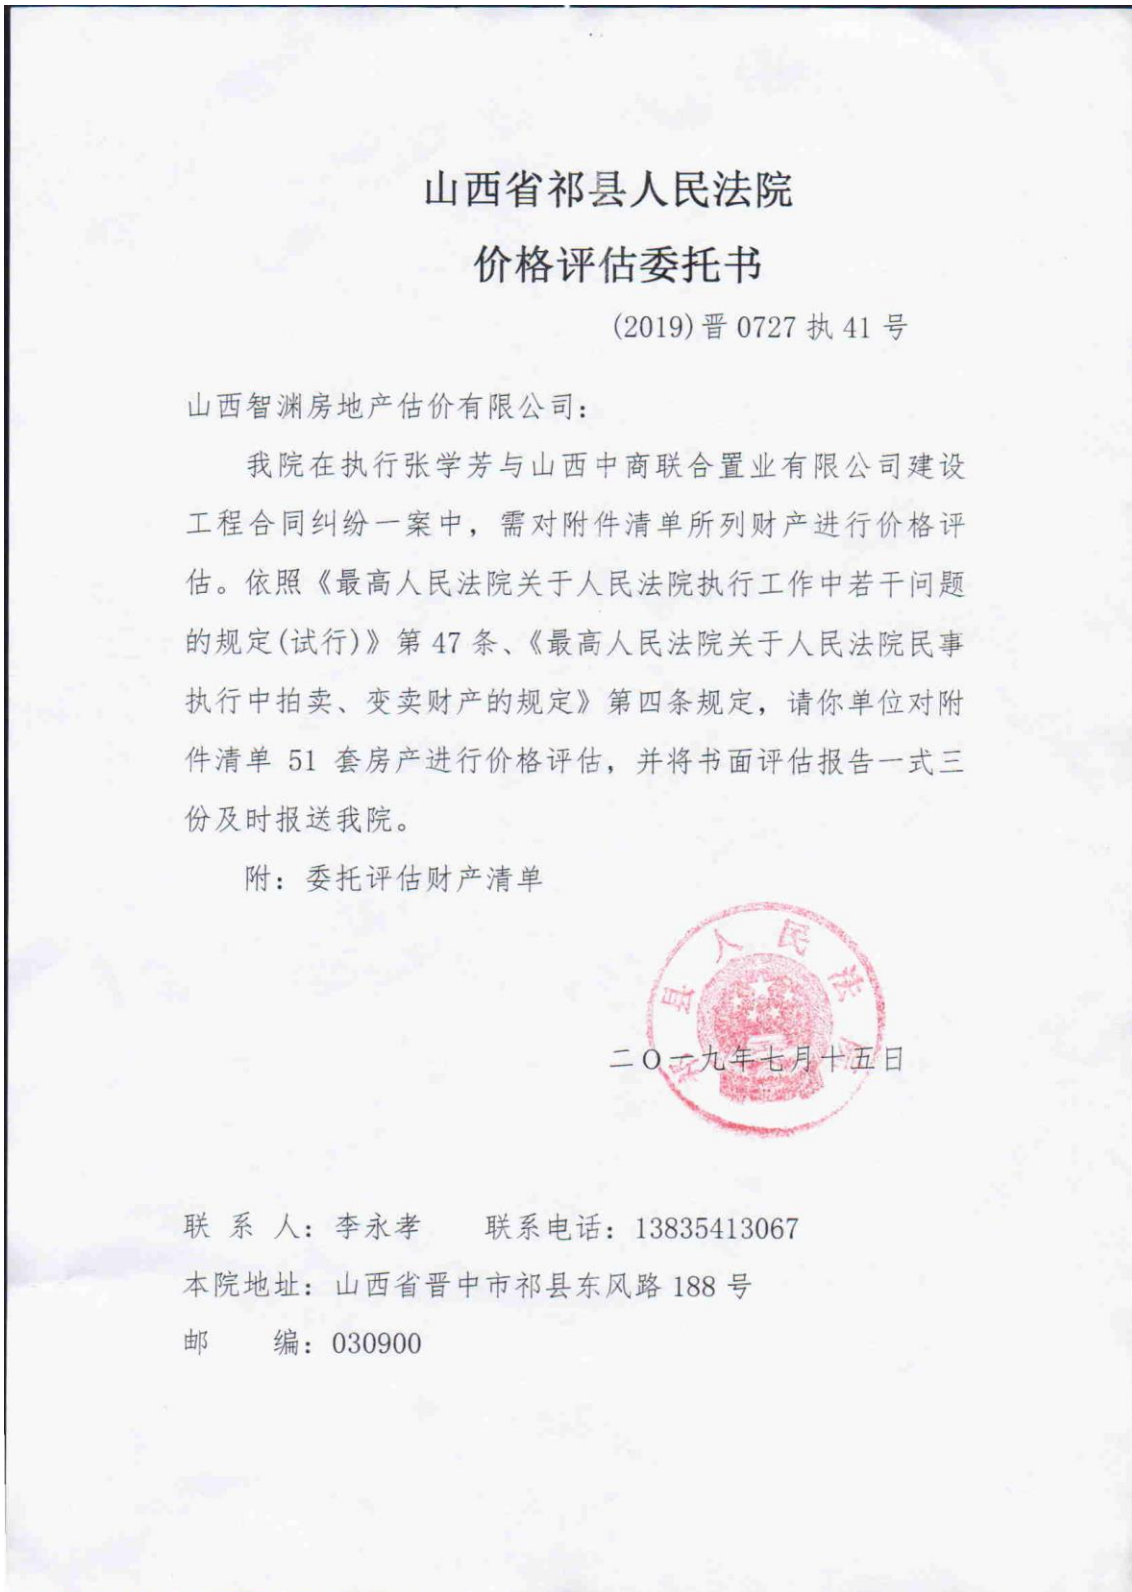 山西省祁县人民法院
价格评估委托书
(2019)晋0727执41号
山西智渊房地产估价有限公司：
我院在执行张学芳与山西中商联合置业有限公司建设
工程合同纠纷一案中，需对附件清单所列财产进行价格评
估。依照《最高人民法院关于人民法院执行工作中若干问题
的规定(试行)》第47条、《最高人民法院关于人民法院民事
执行中拍卖、变卖财产的规定》第四条规定，请你单位对附
件清单 51 套房产进行价格评估，并将书面评估报告一式三
份及时报送我院。
附：委托评估财产清单
祁县人民法院
二〇一九年七月十五日
联 系 人：李永孝 联系电话：13835413067
本院地址：山西省晋中市祁县东风路188号
邮 编：030900